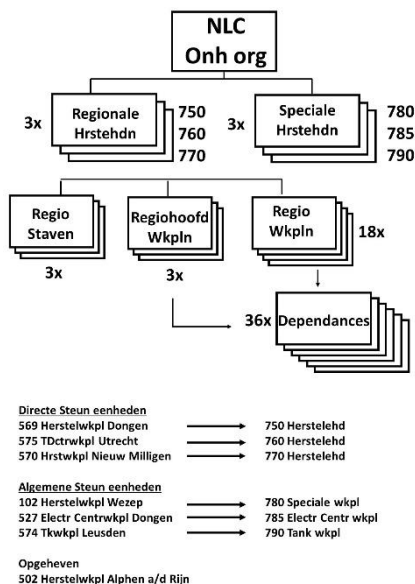 NLC
Onh org
3x
Regionale
Hrstehdn
750
760
770
3x
Speciale
Hrstehdn
780
785
790
Regio
Staven
3x
Regiohoofd
Wkpln
3x
Regio
Wkpln
18x
36x
Dependances
Directe Steun eenheden
569 Herstelwkpl Dongen 750 Herstelehd
575 TDctrwkpl Utrecht 760 Herstelehd
570 Hrstwkpl Nieuw Milligen 770 Herstelehd
Algemene Steun eenheden
102 Herstelwkpl Wezep 780 Speciale wkpl
527 Electr Centrwkpl Dongen 785 Electr Centr wkpl
574 Tkwkpl Leusden 790 Tank wkpl
Opgeheven
502 Herstelwkpl Alphen a/d Rijn